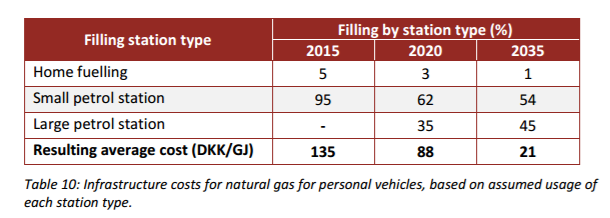 Filling station type Filling by station type (%)
2015 2020 2035
Home fuelling 5 3 1
Small petrol station 95 62 54
Large petrol station - 35 45
Resulting average cost (DKK/GJ) 135 88 21
Table 10: Infrastructure costs for natural gas for personal vehicles, based on assumed usage of
each station type.